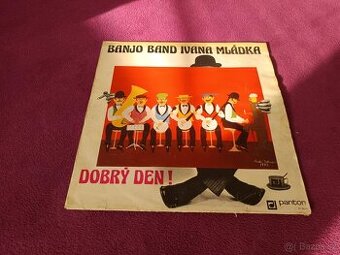 BANJO BAND IVANA MLÁDKA
DOBRÝ DEN!
panton